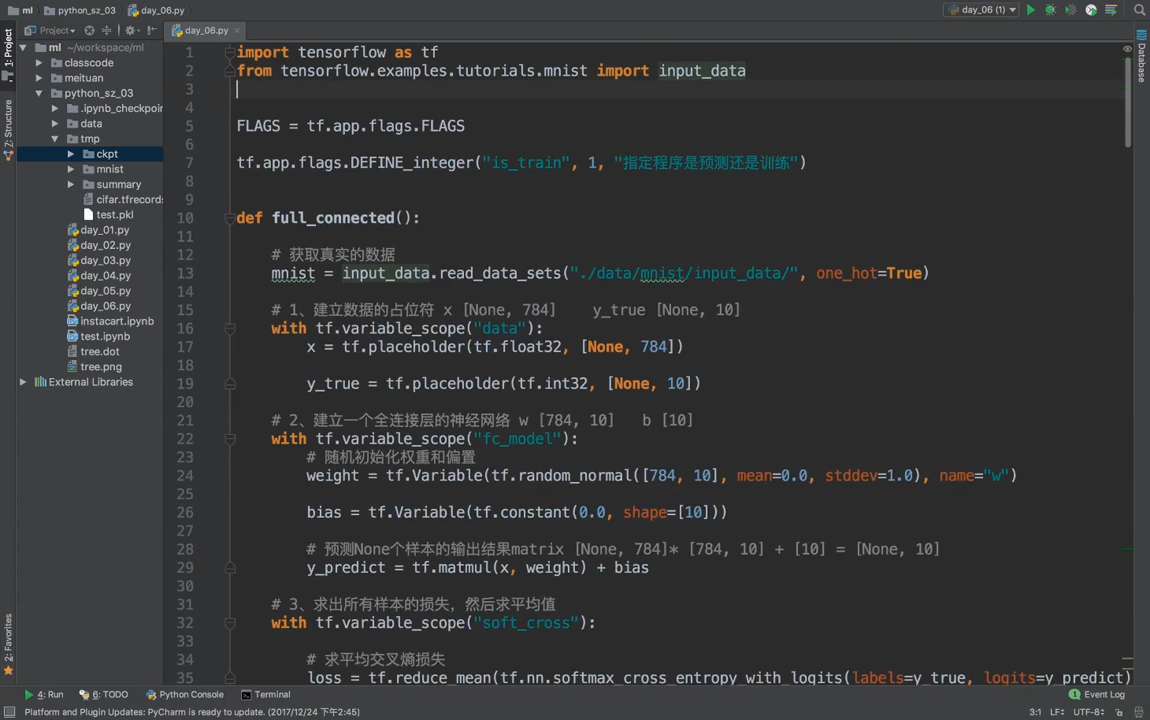 ml
python_sz_03
day_06.py
day_06 (1)
Project
day_06.py
1: Project
Z: Structure
2: Favorites
Database
ml ~/workspace/ml
classcode
meituan
python_sz_03
.ipynb_checkpoin
data
tmp
ckpt
mnist
summary
cifar.tfrecords
test.pkl
day_01.py
day_02.py
day_03.py
day_04.py
day_05.py
day_06.py
instacart.ipynb
test.ipynb
tree.dot
tree.png
External Libraries
1 import tensorflow as tf
2 from tensorflow.examples.tutorials.mnist import input_data
3
4
5 FLAGS = tf.app.flags.FLAGS
6
7 tf.app.flags.DEFINE_integer("is_train", 1, "指定程序是预测还是训练")
8
9
10 def full_connected():
11
12 # 获取真实的数据
13 mnist = input_data.read_data_sets("./data/mnist/input_data/", one_hot=True)
14
15 # 1、建立数据的占位符 x [None, 784] y_true [None, 10]
16 with tf.variable_scope("data"):
17 x = tf.placeholder(tf.float32, [None, 784])
18
19 y_true = tf.placeholder(tf.int32, [None, 10])
20
21 # 2、建立一个全连接层的神经网络 w [784, 10] b [10]
22 with tf.variable_scope("fc_model"):
23 # 随机初始化权重和偏置
24 weight = tf.Variable(tf.random_normal([784, 10], mean=0.0, stddev=1.0), name="w")
25
26 bias = tf.Variable(tf.constant(0.0, shape=[10]))
27
28 # 预测None个样本的输出结果matrix [None, 784]* [784, 10] + [10] = [None, 10]
29 y_predict = tf.matmul(x, weight) + bias
30
31 # 3、求出所有样本的损失，然后求平均值
32 with tf.variable_scope("soft_cross"):
33
34 # 求平均交叉熵损失
35 loss = tf.reduce_mean(tf.nn.softmax_cross_entropy_with_logits(labels=y_true, logits=y_predict)
4: Run
6: TODO
Python Console
Terminal
Event Log
Platform and Plugin Updates: PyCharm is ready to update. (2017/12/24 下午2:45)
3:1 LF÷ UTF-8÷